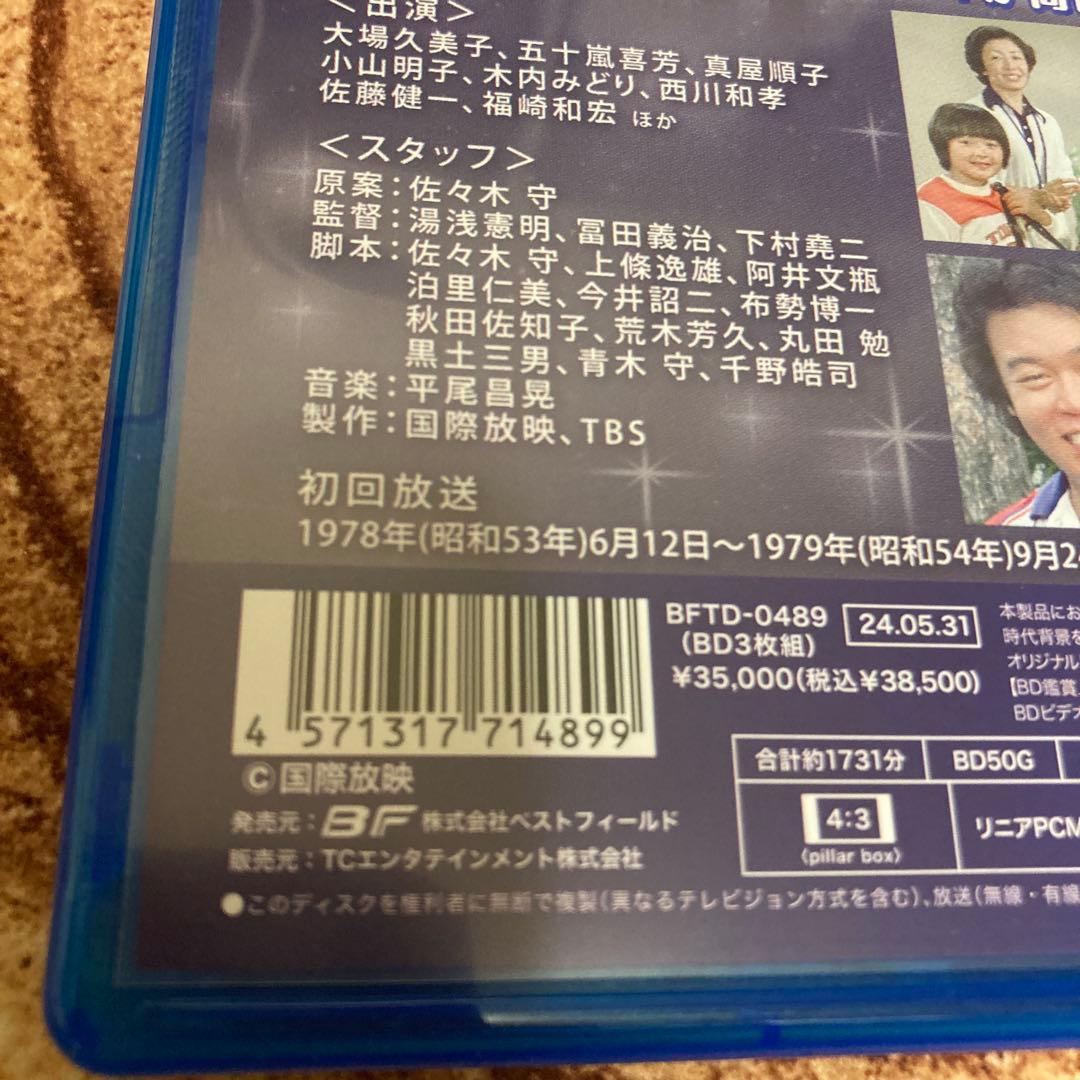 ＜出演＞
大場久美子、五十嵐喜芳、真屋順子
小山明子、木内みどり、西川和孝
佐藤健一、福崎和宏 ほか
＜スタッフ＞
原案：佐々木 守
監督：湯浅憲明、冨田義治、下村堯二
脚本：佐々木 守、上條逸雄、阿井文瓶
泊里仁美、今井詔二、布勢博一
秋田佐知子、荒木芳久、丸田 勉
黒土三男、青木 守、千野皓司
音楽：平尾昌晃
製作：国際放映、TBS
初回放送
1978年(昭和53年)6月12日～1979年(昭和54年)9月2
BFTD-0489
(BD3枚組)
24.05.31
¥35,000(税込¥38,500)
本製品にお
時代背景を
オリジナル
【BD鑑賞
BDビデオ
4 571317 714899
合計約1731分
BD50G
4:3
(pillar box)
リニアPCM
©国際放映
発売元：BF 株式会社ベストフィールド
販売元：TCエンタテインメント株式会社
●このディスクを権利者に無断で複製(異なるテレビジョン方式を含む)、放送(無線・有線